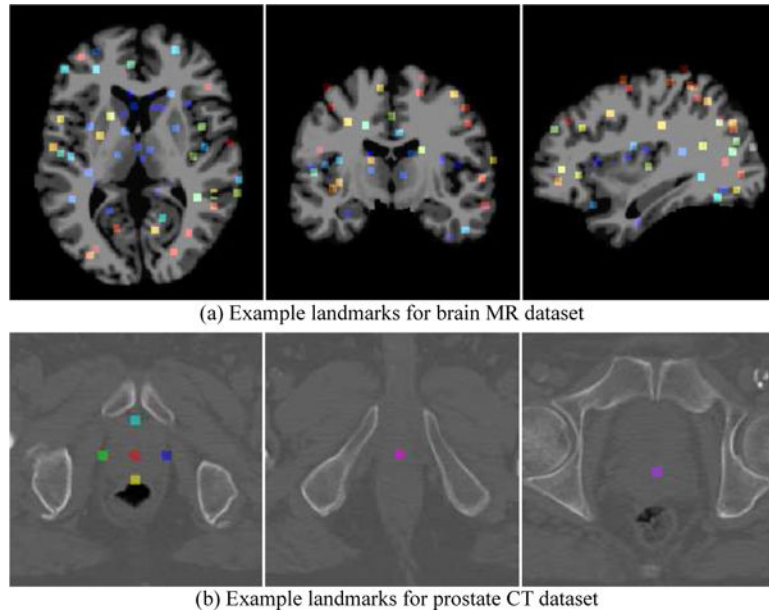 (a) Example landmarks for brain MR dataset
(b) Example landmarks for prostate CT dataset